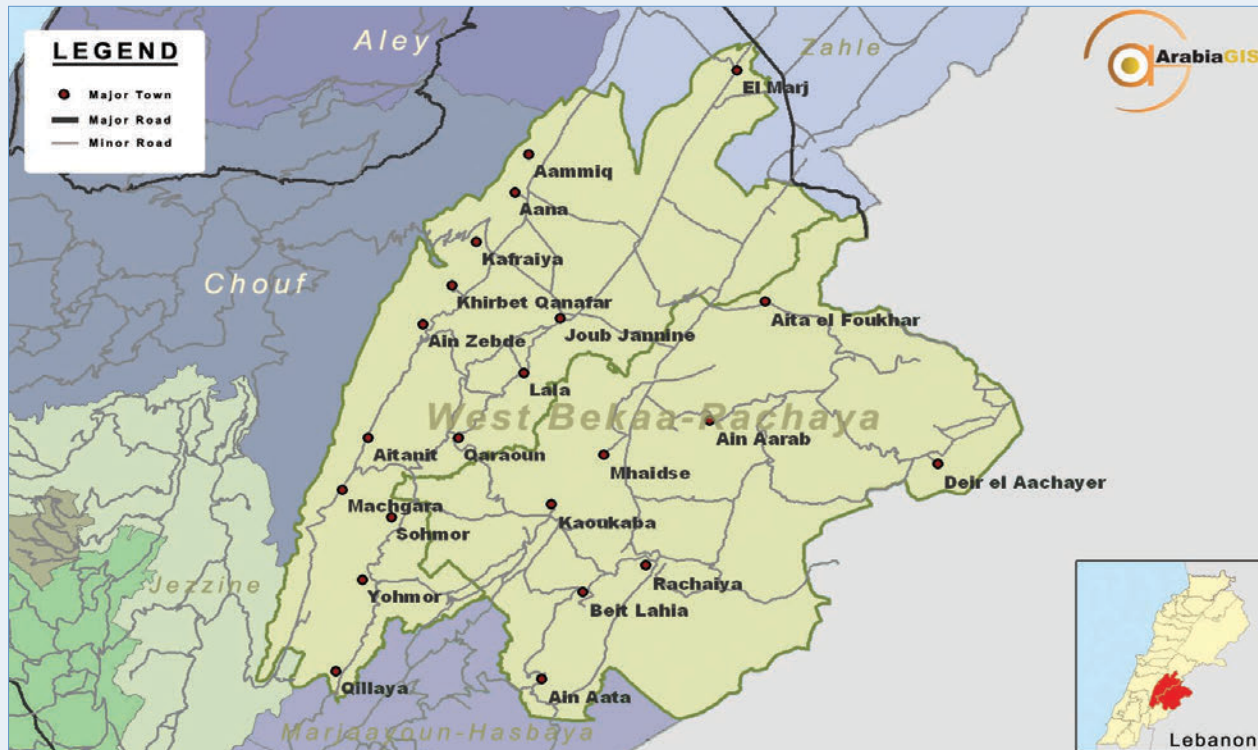 LEGEND
Major Town
Major Road
Minor Road
Aley
Zahle
ArabiaGIS
El Marj
Aammiq
Aana
Kafraiya
Chouf
Khirbet Qanafar
Aita el Foukhar
Ain Zebde
Joub Jannine
Lala
West Bekaa-Rachaya
Aitanit
Qaraoun
Ain Aarab
Mhaidse
Deir el Aachayer
Machgara
Sohmor
Kaoukaba
Jezzine
Yohmor
Rachaiya
Beit Lahia
Qillaya
Ain Aata
Marjaayoun-Hasbaya
Lebanon